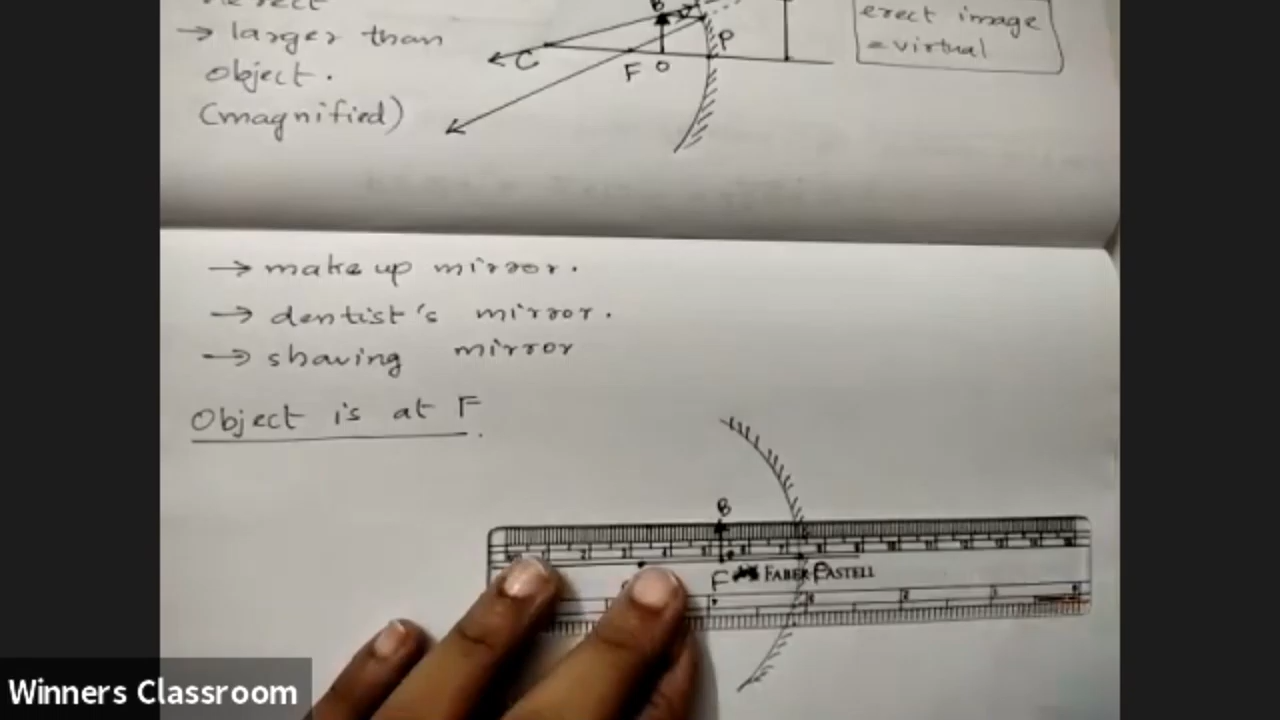 → larger than
object.
(magnified)
C
F
O
B
P
erect image
= virtual
→ make up mirror.
→ dentist's mirror.
→ shaving mirror
Object is at F
B
F
FABER-CASTELL
Winners Classroom